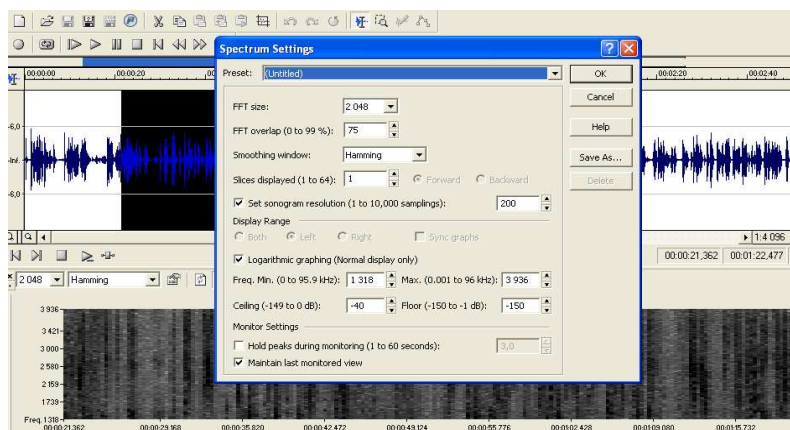 Spectrum Settings
Preset: (Untitled)
OK
Cancel
Help
Save As...
Delete
FFT size: 2 048
FFT overlap (0 to 99 %): 75
Smoothing window: Hamming
Slices displayed (1 to 64): 1 Forward Backward
Set sonogram resolution (1 to 10,000 samplings): 200
Display Range
Both Left Right Sync graphs
Logarithmic graphing (Normal display only)
Freq. Min. (0 to 95.9 kHz): 1 318 Max. (0.001 to 96 kHz): 3 936
Ceiling (-149 to 0 dB): -40 Floor (-150 to -1 dB): -150
Monitor Settings
Hold peaks during monitoring (1 to 60 seconds): 3,0
Maintain last monitored view
00:00:00 00:00:20 00:02:20 00:02:40
-6,0
-Inf.
-6,0
1:4 096
00:00:21,362 00:01:22,477
2 048 Hamming
3 936
3 421
3 000
2 580
2 159
1739
Freq. 1 318
00:00:21.362 00:00:29.168 00:00:35.820 00:00:42.472 00:00:49.124 00:00:55.776 00:01:02.428 00:01:09.080 00:01:15.732